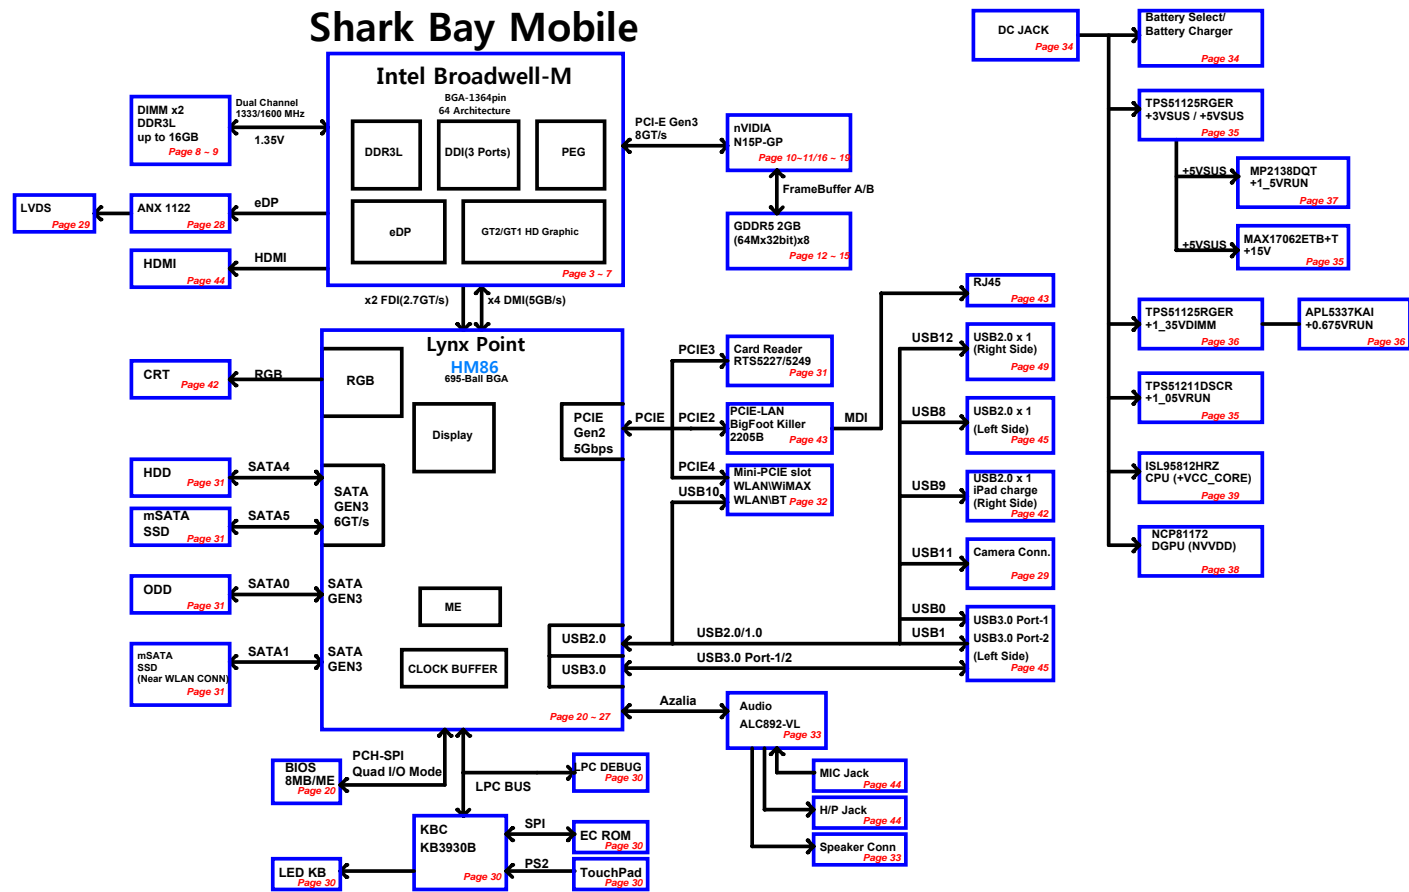 Shark Bay Mobile
Intel Broadwell-M
BGA-1364pin
64 Architecture
DDR3L
DDI(3 Ports)
PEG
eDP
GT2/GT1 HD Graphic
Page 3 ~ 7
DIMM x2
DDR3L
up to 16GB
Page 8 ~ 9
Dual Channel
1333/1600 MHz
1.35V
LVDS
Page 29
ANX 1122
Page 28
eDP
HDMI
Page 44
HDMI
PCI-E Gen3
8GT/s
nVIDIA
N15P-GP
Page 10~11/16 ~ 19
FrameBuffer A/B
GDDR5 2GB
(64Mx32bit)x8
Page 12 ~ 15
x2 FDI(2.7GT/s)
x4 DMI(5GB/s)
Lynx Point
HM86
695-Ball BGA
RGB
Display
PCIE
Gen2
5Gbps
SATA
GEN3
6GT/s
SATA
GEN3
SATA
GEN3
ME
CLOCK BUFFER
USB2.0
USB3.0
Page 20 ~ 27
CRT
Page 42
RGB
HDD
Page 31
SATA4
mSATA
SSD
Page 31
SATA5
ODD
Page 31
SATA0
mSATA
SSD
(Near WLAN CONN)
Page 31
SATA1
PCIE
PCIE3
Card Reader
RTS5227/5249
Page 31
PCIE2
PCIE-LAN
BigFoot Killer
2205B
Page 43
MDI
PCIE4
USB10
Mini-PCIE slot
WLAN\WiMAX
WLAN\BT
Page 32
RJ45
Page 43
USB12
USB2.0 x 1
(Right Side)
Page 49
USB8
USB2.0 x 1
(Left Side)
Page 45
USB9
USB2.0 x 1
iPad charge
(Right Side)
Page 42
USB11
Camera Conn.
Page 29
USB0
USB1
USB3.0 Port-1
USB3.0 Port-2
(Left Side)
Page 45
USB2.0/1.0
USB3.0 Port-1/2
Azalia
Audio
ALC892-VL
Page 33
MIC Jack
Page 44
H/P Jack
Page 44
Speaker Conn
Page 33
BIOS
8MB/ME
Page 20
PCH-SPI
Quad I/O Mode
LPC BUS
LPC DEBUG
Page 30
KBC
KB3930B
Page 30
SPI
EC ROM
Page 30
PS2
TouchPad
Page 30
LED KB
Page 30
DC JACK
Page 34
Battery Select/
Battery Charger
Page 34
TPS51125RGER
+3VSUS / +5VSUS
Page 35
+5VSUS
MP2138DQT
+1_5VRUN
Page 37
+5VSUS
MAX17062ETB+T
+15V
Page 35
TPS51125RGER
+1_35VDIMM
Page 36
APL5337KAI
+0.675VRUN
Page 36
TPS51211DSCR
+1_05VRUN
Page 35
ISL95812HRZ
CPU (+VCC_CORE)
Page 39
NCP81172
DGPU (NVVDD)
Page 38